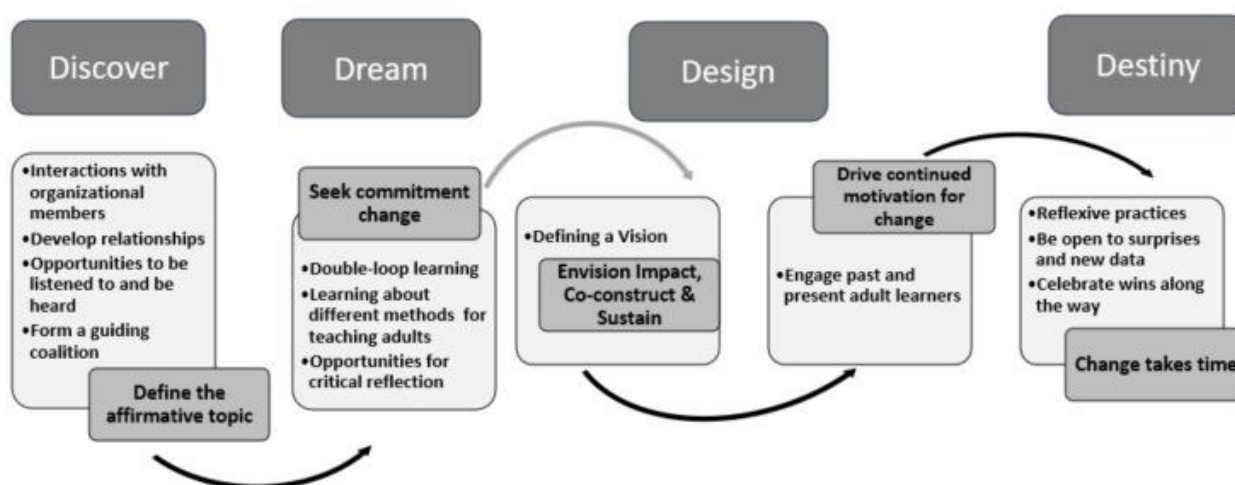 Discover
Dream
Design
Destiny
•Interactions with
organizational
members
•Develop relationships
•Opportunities to be
listened to and be
heard
•Form a guiding
coalition
Define the
affirmative topic
Seek commitment
change
•Double-loop learning
•Learning about
different methods for
teaching adults
•Opportunities for
critical reflection
•Defining a Vision
Envision Impact,
Co-construct &
Sustain
Drive continued
motivation for
change
•Engage past and
present adult learners
•Reflexive practices
•Be open to surprises
and new data
•Celebrate wins along
the way
Change takes time